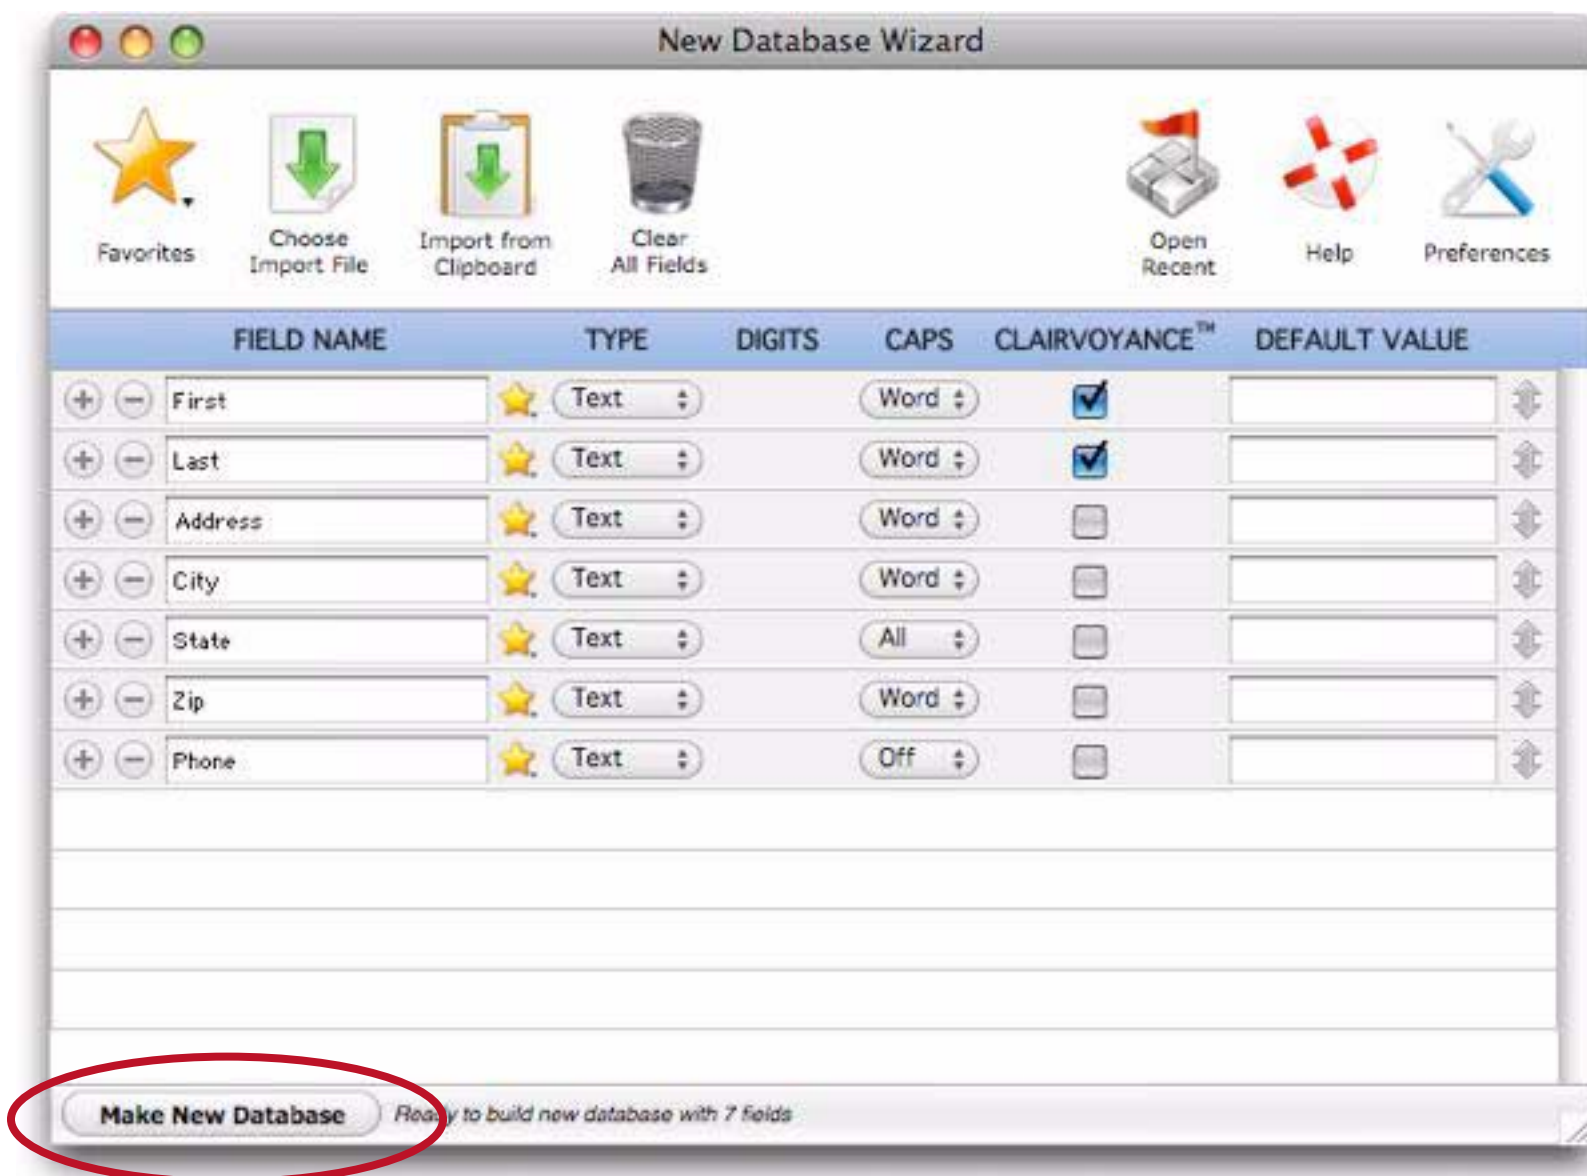 New Database Wizard
Favorites
Choose
Import File
Import from
Clipboard
Clear
All Fields
Open
Recent
Help
Preferences
FIELD NAME TYPE DIGITS CAPS CLAIRVOYANCE™ DEFAULT VALUE
First Text Word
Last Text Word
Address Text Word
City Text Word
State Text All
Zip Text Word
Phone Text Off
Make New Database Ready to build new database with 7 fields